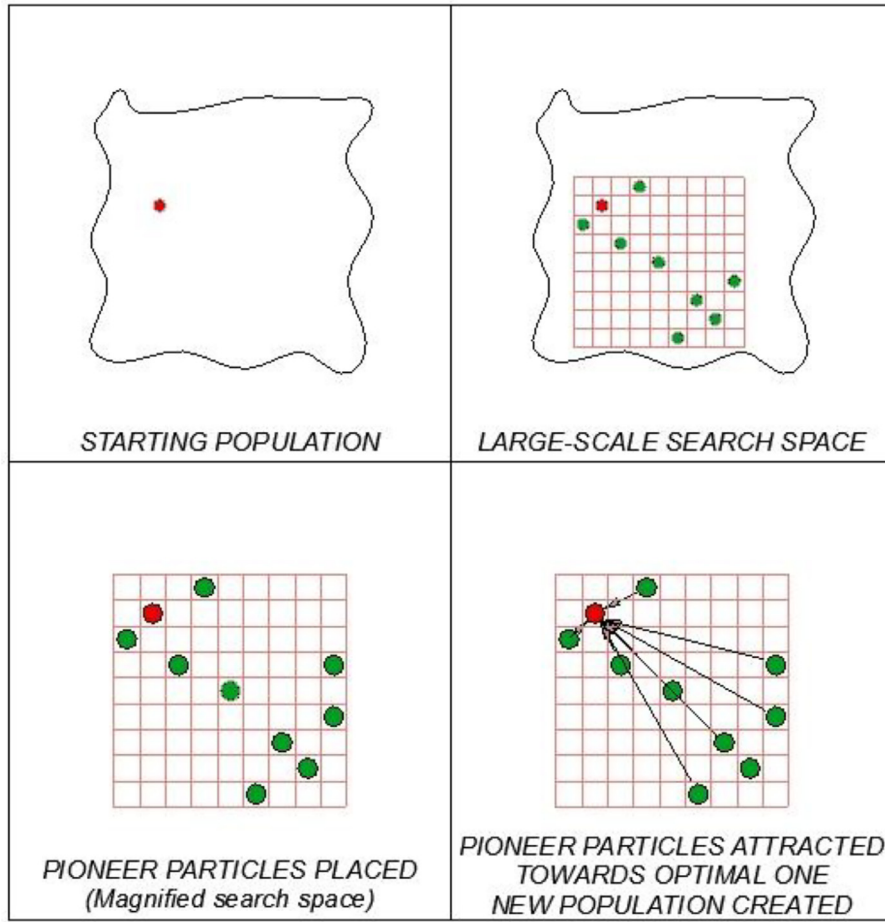 STARTING POPULATION
LARGE-SCALE SEARCH SPACE
PIONEER PARTICLES PLACED
(Magnified search space)
PIONEER PARTICLES ATTRACTED
TOWARDS OPTIMAL ONE
NEW POPULATION CREATED